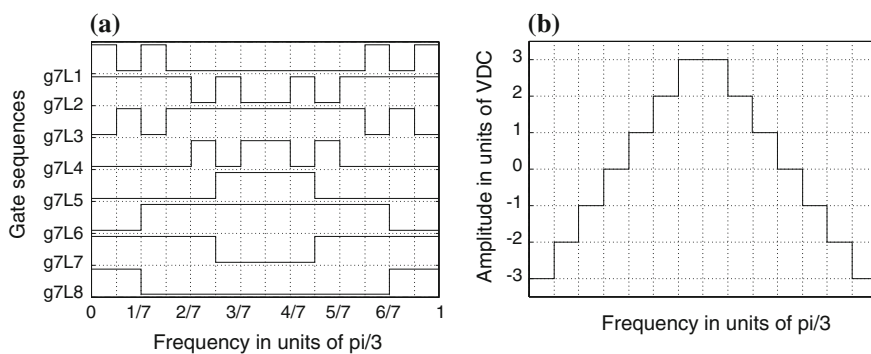 (a)
Gate sequences
g7L1
g7L2
g7L3
g7L4
g7L5
g7L6
g7L7
g7L8
0 1/7 2/7 3/7 4/7 5/7 6/7 1
Frequency in units of pi/3
(b)
Amplitude in units of VDC
3
2
1
0
-1
-2
-3
Frequency in units of pi/3